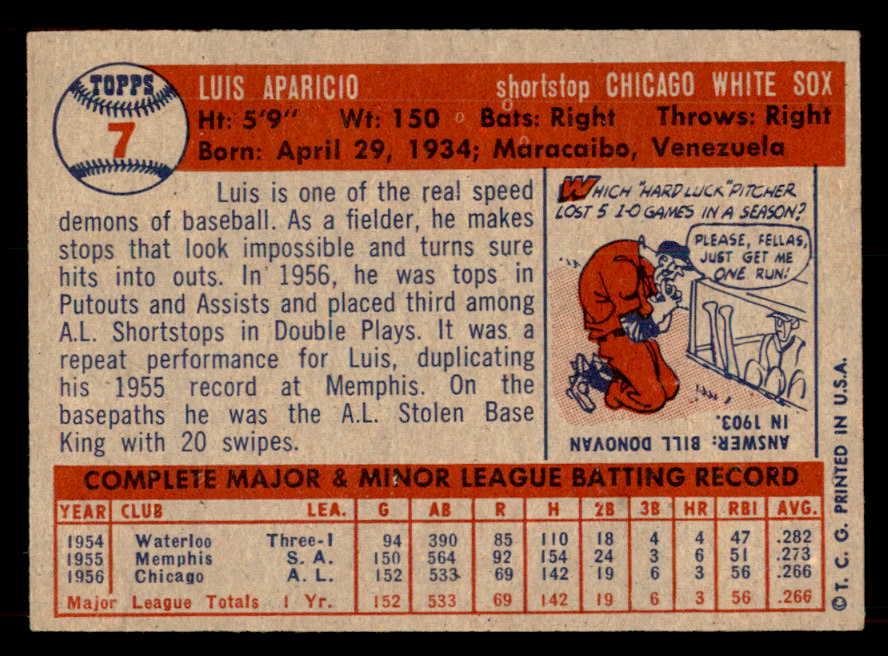 TOPPS
7
LUIS APARICIO shortstop CHICAGO WHITE SOX
Ht: 5'9" Wt: 150 Bats: Right Throws: Right
Born: April 29, 1934; Maracaibo, Venezuela
Luis is one of the real speed
demons of baseball. As a fielder, he makes
stops that look impossible and turns sure
hits into outs. In 1956, he was tops in
Putouts and Assists and placed third among
A.L. Shortstops in Double Plays. It was a
repeat performance for Luis, duplicating
his 1955 record at Memphis. On the
basepaths he was the A.L. Stolen Base
King with 20 swipes.
WHICH "HARD LUCK" PITCHER
LOST 5 1-0 GAMES IN A SEASON?
PLEASE, FELLAS,
JUST GET ME
ONE RUN!
ANSWER: BILL DONOVAN
IN 1903.
COMPLETE MAJOR & MINOR LEAGUE BATTING RECORD
YEAR CLUB LEA. G AB R H 2B 3B HR RBI AVG.
1954 Waterloo Three-I 94 390 85 110 18 4 4 47 .282
1955 Memphis S. A. 150 564 92 154 24 3 6 51 .273
1956 Chicago A. L. 152 533 69 142 19 6 3 56 .266
Major League Totals 1 Yr. 152 533 69 142 19 6 3 56 .266
© T. C. G. PRINTED IN U.S.A.